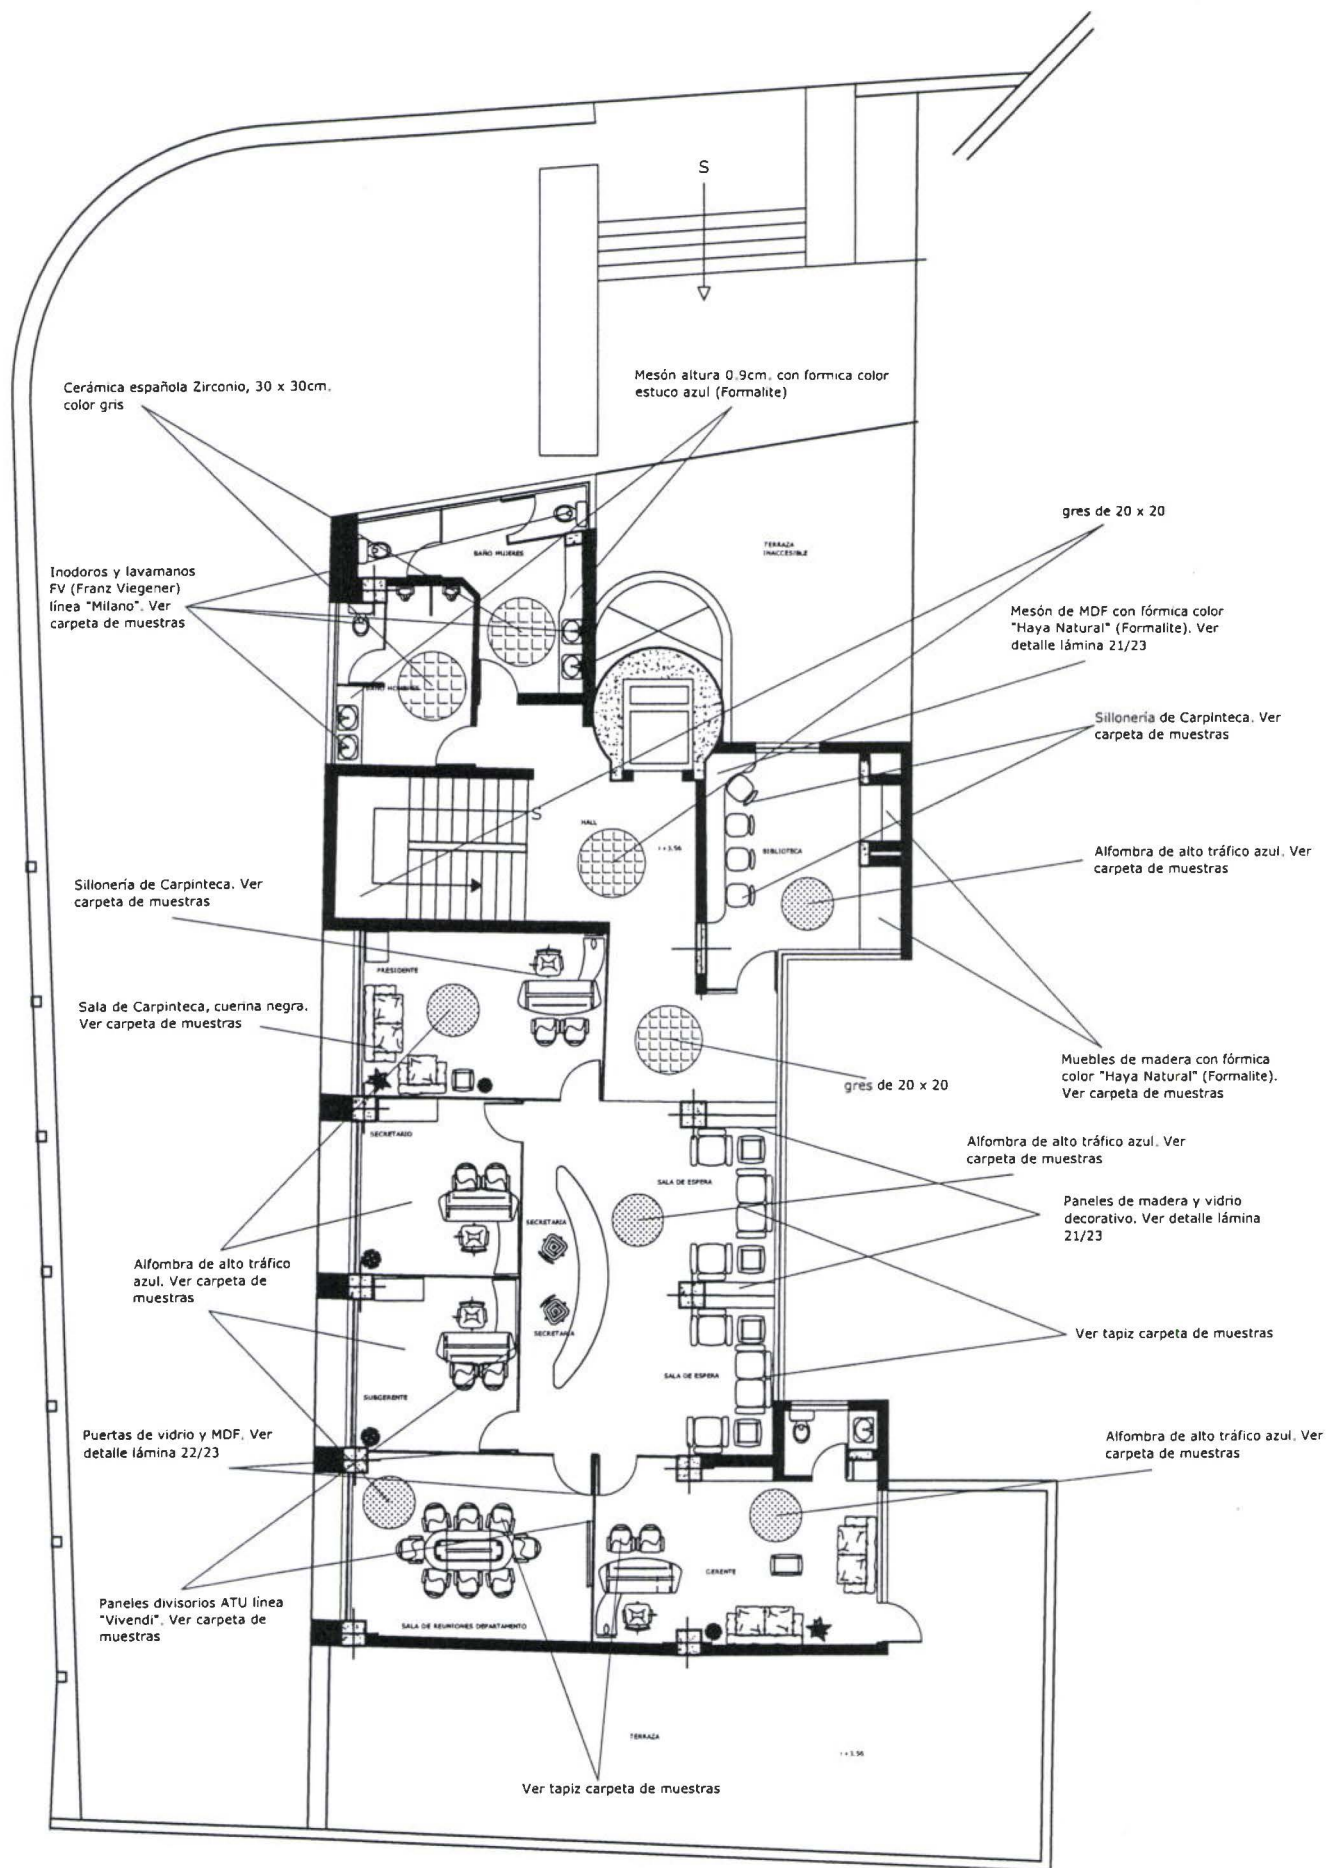 S
Cerámica española Zirconio, 30 x 30cm.
color gris
Mesón altura 0.9cm. con formica color
estuco azul (Formalite)
gres de 20 x 20
BAÑO MUJERES
TERRAZA
INACCESIBLE
Inodoros y lavamanos
FV (Franz Viegener)
línea "Milano". Ver
carpeta de muestras
Mesón de MDF con fórmica color
"Haya Natural" (Formalite). Ver
detalle lámina 21/23
BAÑO HOMBRES
Sillonería de Carpinteca. Ver
carpeta de muestras
S
HALL
+3,56
BIBLIOTECA
Alfombra de alto tráfico azul. Ver
carpeta de muestras
Sillonería de Carpinteca. Ver
carpeta de muestras
PRESIDENTE
Sala de Carpinteca, cuerina negra.
Ver carpeta de muestras
Muebles de madera con fórmica
color "Haya Natural" (Formalite).
Ver carpeta de muestras
gres de 20 x 20
SECRETARIO
Alfombra de alto tráfico azul. Ver
carpeta de muestras
SALA DE ESPERA
Paneles de madera y vidrio
decorativo. Ver detalle lámina
21/23
SECRETARIA
Alfombra de alto tráfico
azul. Ver carpeta de
muestras
SECRETARIA
Ver tapiz carpeta de muestras
SALA DE ESPERA
SUBGERENTE
Puertas de vidrio y MDF. Ver
detalle lámina 22/23
Alfombra de alto tráfico azul. Ver
carpeta de muestras
GERENTE
Paneles divisorios ATU línea
"Vivendi". Ver carpeta de
muestras
SALA DE REUNIONES DEPARTAMENTO
TERRAZA
+3,56
Ver tapiz carpeta de muestras